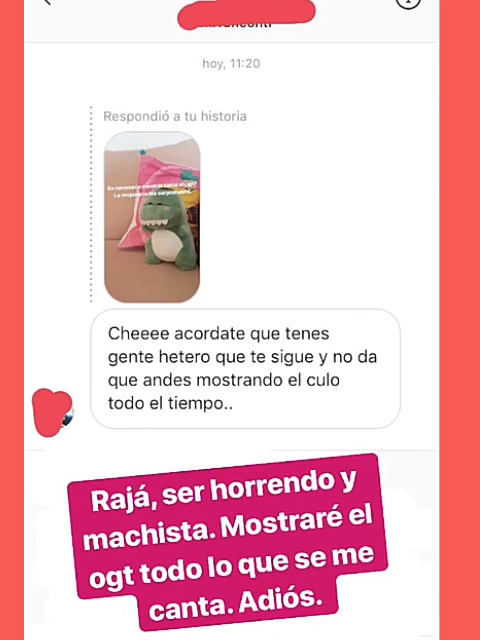 hoy, 11:20
Respondió a tu historia
Cheeee acordate que tenes
gente hetero que te sigue y no da
que andes mostrando el culo
todo el tiempo..
Rajá, ser horrendo y
machista. Mostraré el
ogt todo lo que se me
canta. Adiós.